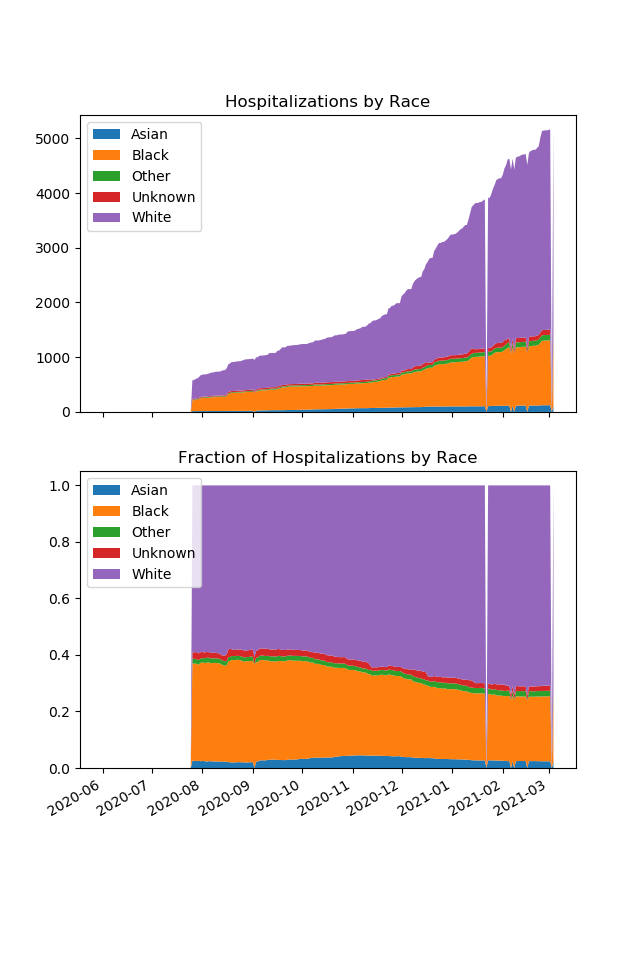 Hospitalizations by Race
Asian
Black
Other
Unknown
White
5000
4000
3000
2000
1000
0
Fraction of Hospitalizations by Race
Asian
Black
Other
Unknown
White
1.0
0.8
0.6
0.4
0.2
0.0
2020-06
2020-07
2020-08
2020-09
2020-10
2020-11
2020-12
2021-01
2021-02
2021-03